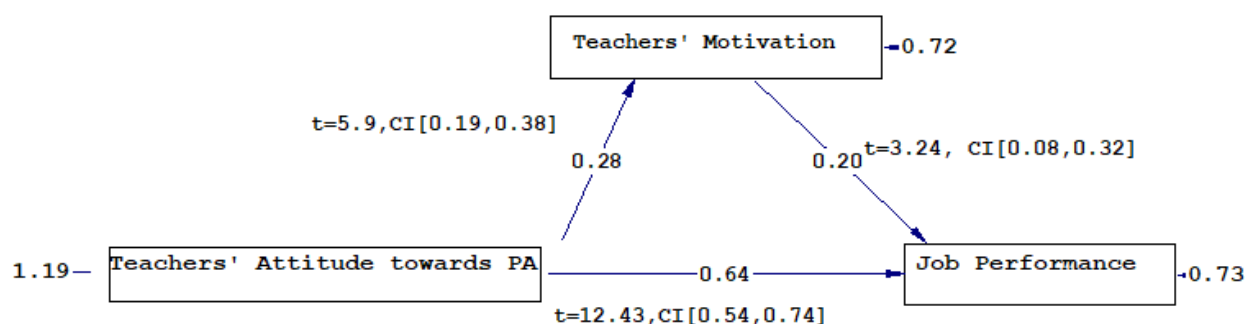 Teachers' Motivation
0.72
t=5.9,CI[0.19,0.38]
0.28
0.20
t=3.24, CI[0.08,0.32]
1.19
Teachers' Attitude towards PA
0.64
Job Performance
0.73
t=12.43,CI[0.54,0.74]